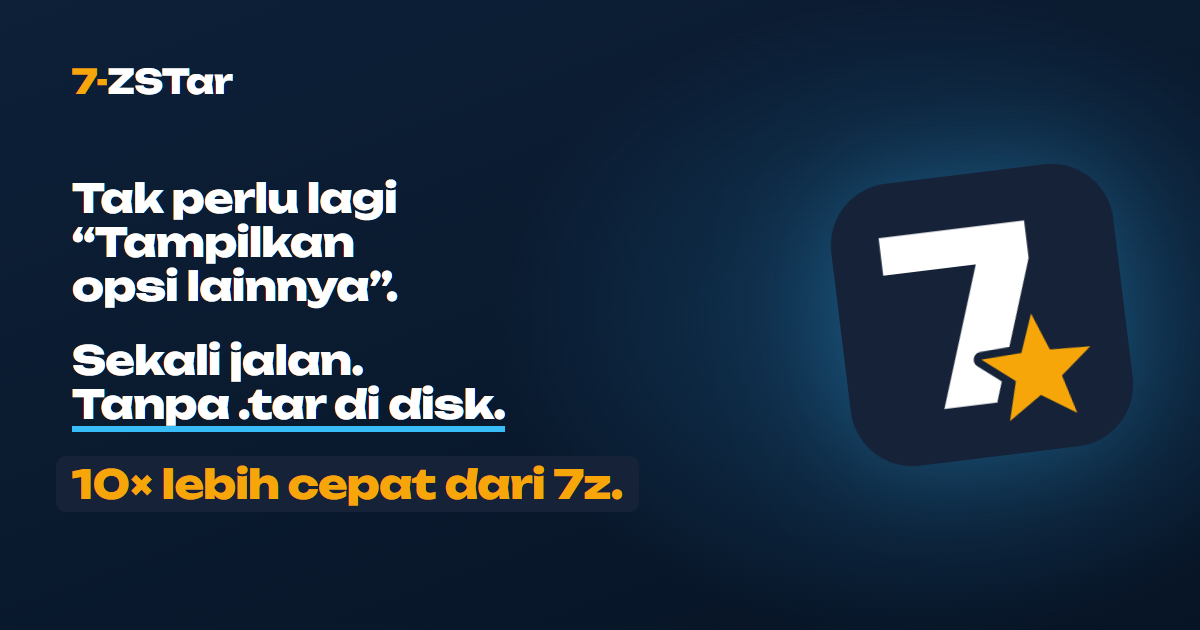 7-ZSTar
Tak perlu lagi
“Tampilkan
opsi lainnya”.
Sekali jalan.
Tanpa .tar di disk.
10× lebih cepat dari 7z.
7